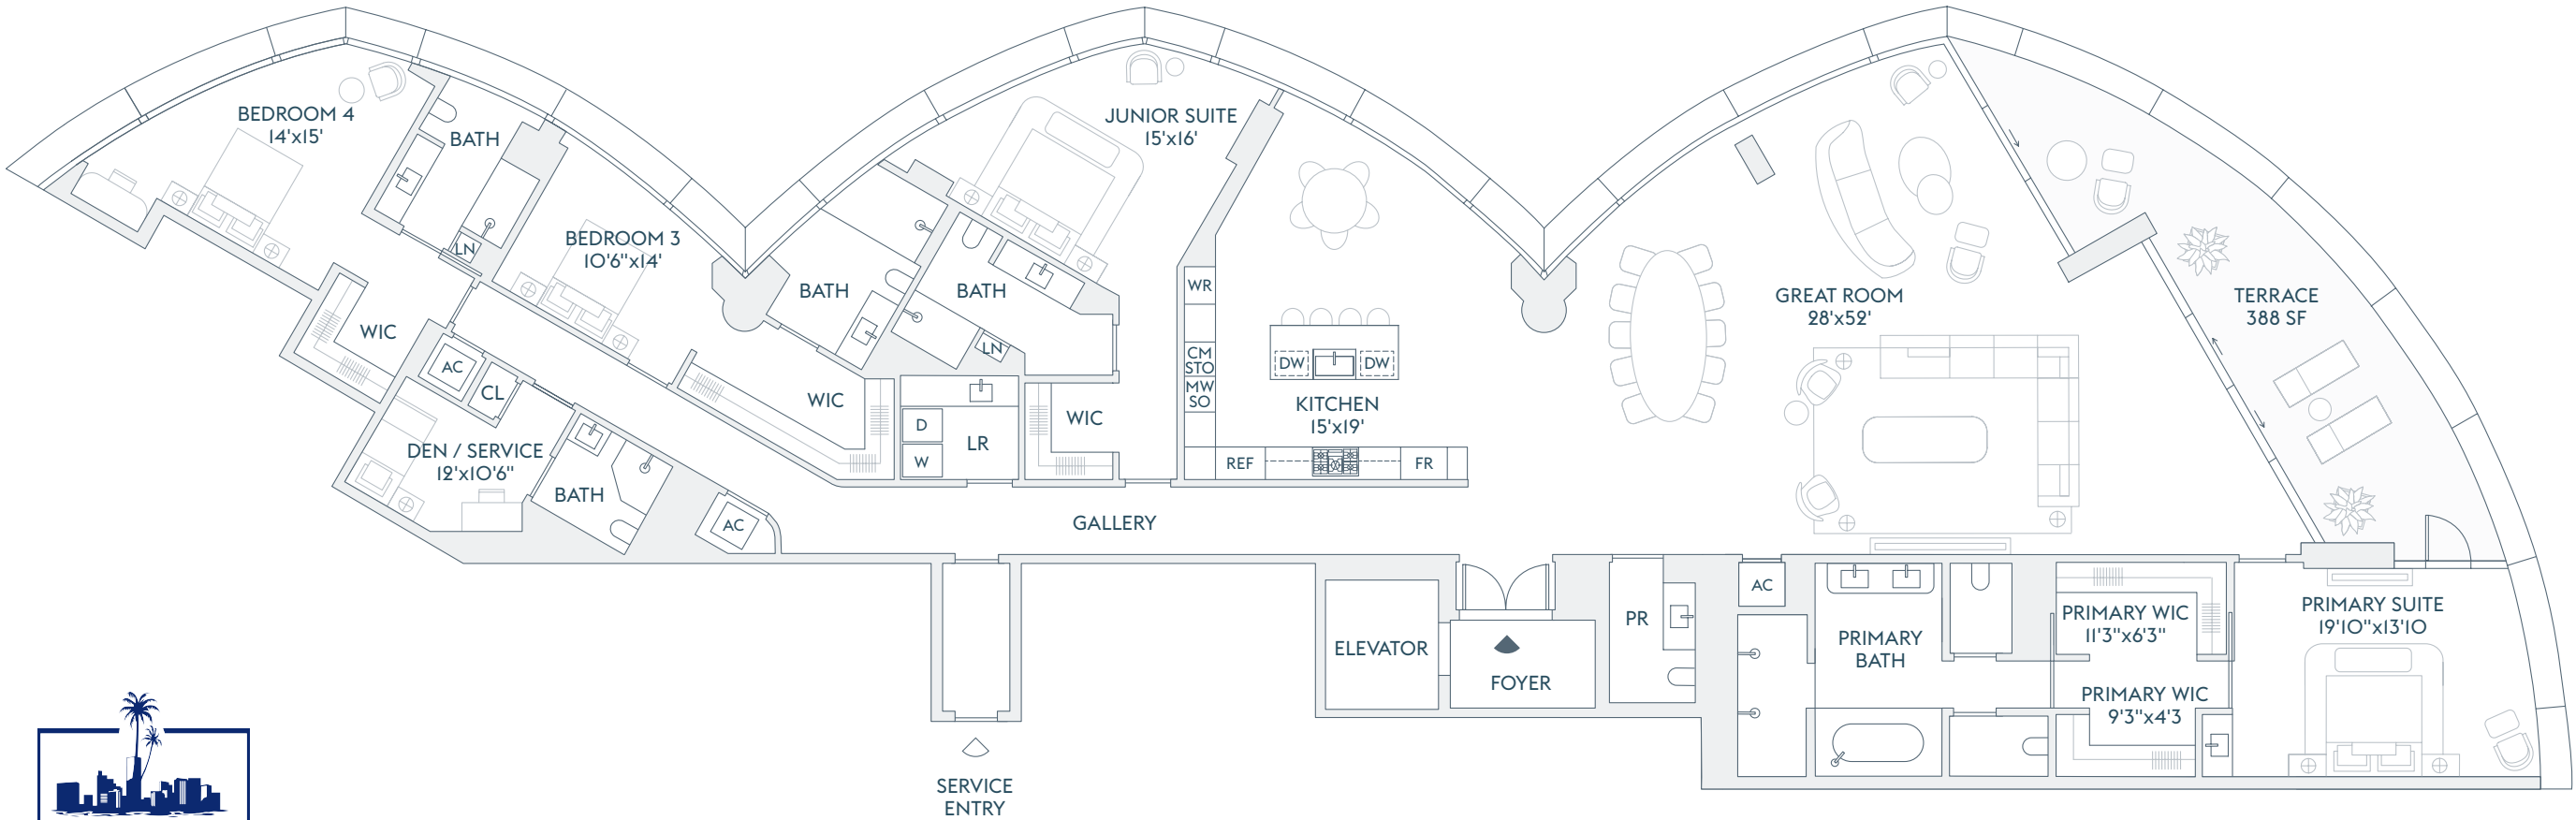 BEDROOM 4
14'x15'
BATH
LN
BEDROOM 3
10'6"x14'
WIC
AC
CL
DEN / SERVICE
12'x10'6"
BATH
AC
BATH
WIC
JUNIOR SUITE
15'x16'
BATH
LN
D
W
LR
WIC
WR
CM
STO
MW
SO
DW
DW
KITCHEN
15'x19'
REF
FR
GALLERY
GREAT ROOM
28'x52'
TERRACE
388 SF
ELEVATOR
FOYER
PR
AC
PRIMARY
BATH
PRIMARY WIC
11'3"x6'3"
PRIMARY WIC
9'3"x4'3
PRIMARY SUITE
19'10"x13'10
SERVICE
ENTRY